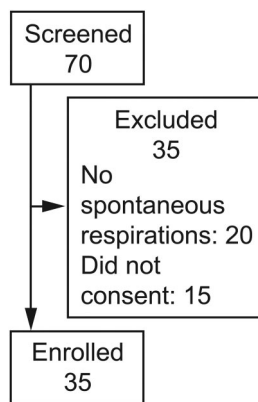 Screened
70
Excluded
35
No
spontaneous
respirations: 20
Did not
consent: 15
Enrolled
35